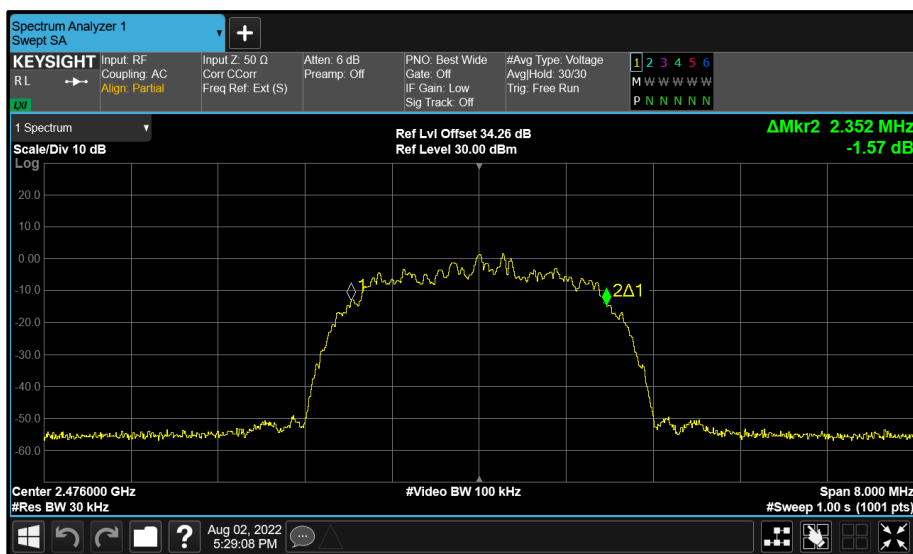 Spectrum Analyzer 1
Swept SA
+
KEYSIGHT
R L
LXI
Input: RF
Coupling: AC
Align: Partial
Input Z: 50 Ω
Corr CCorr
Freq Ref: Ext (S)
Atten: 6 dB
Preamp: Off
PNO: Best Wide
Gate: Off
IF Gain: Low
Sig Track: Off
#Avg Type: Voltage
Avg|Hold: 30/30
Trig: Free Run
1 2 3 4 5 6
M W W W W W
P N N N N N
1 Spectrum
Scale/Div 10 dB
Ref Lvl Offset 34.26 dB
Ref Level 30.00 dBm
ΔMkr2 2.352 MHz
-1.57 dB
Log
20.0
10.0
0.00
-10.0
-20.0
-30.0
-40.0
-50.0
-60.0
1
2Δ1
Center 2.476000 GHz
#Res BW 30 kHz
#Video BW 100 kHz
Span 8.000 MHz
#Sweep 1.00 s (1001 pts)
?
Aug 02, 2022
5:29:08 PM